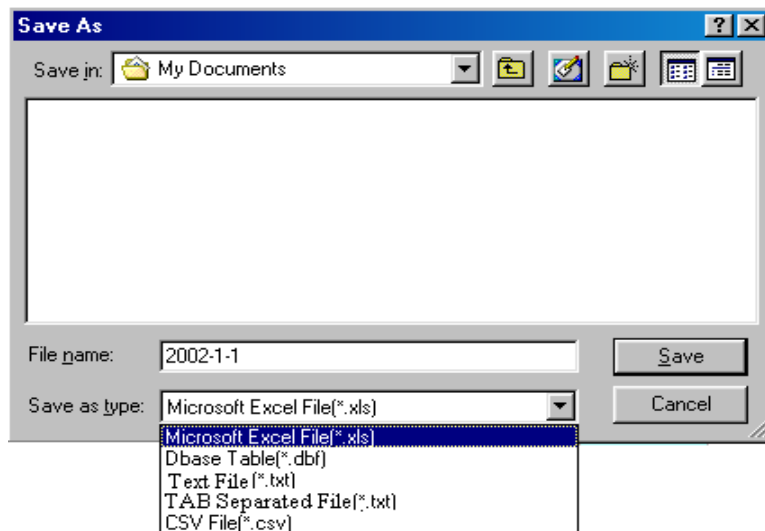 Save As
Save in: My Documents
File name: 2002-1-1 Save
Save as type: Microsoft Excel File(*.xls) Cancel
Microsoft Excel File(*.xls)
Dbase Table(*.dbf)
Text File(*.txt)
TAB Separated File(*.txt)
CSV File(*.csv)